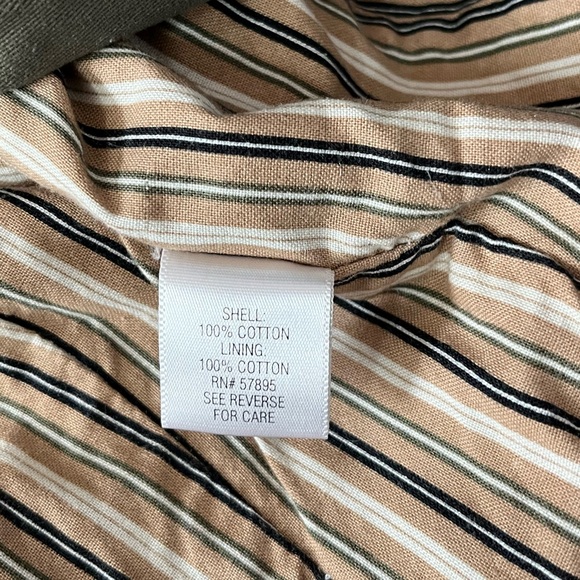 SHELL:
100% COTTON
LINING:
100% COTTON
RN# 57895
SEE REVERSE
FOR CARE